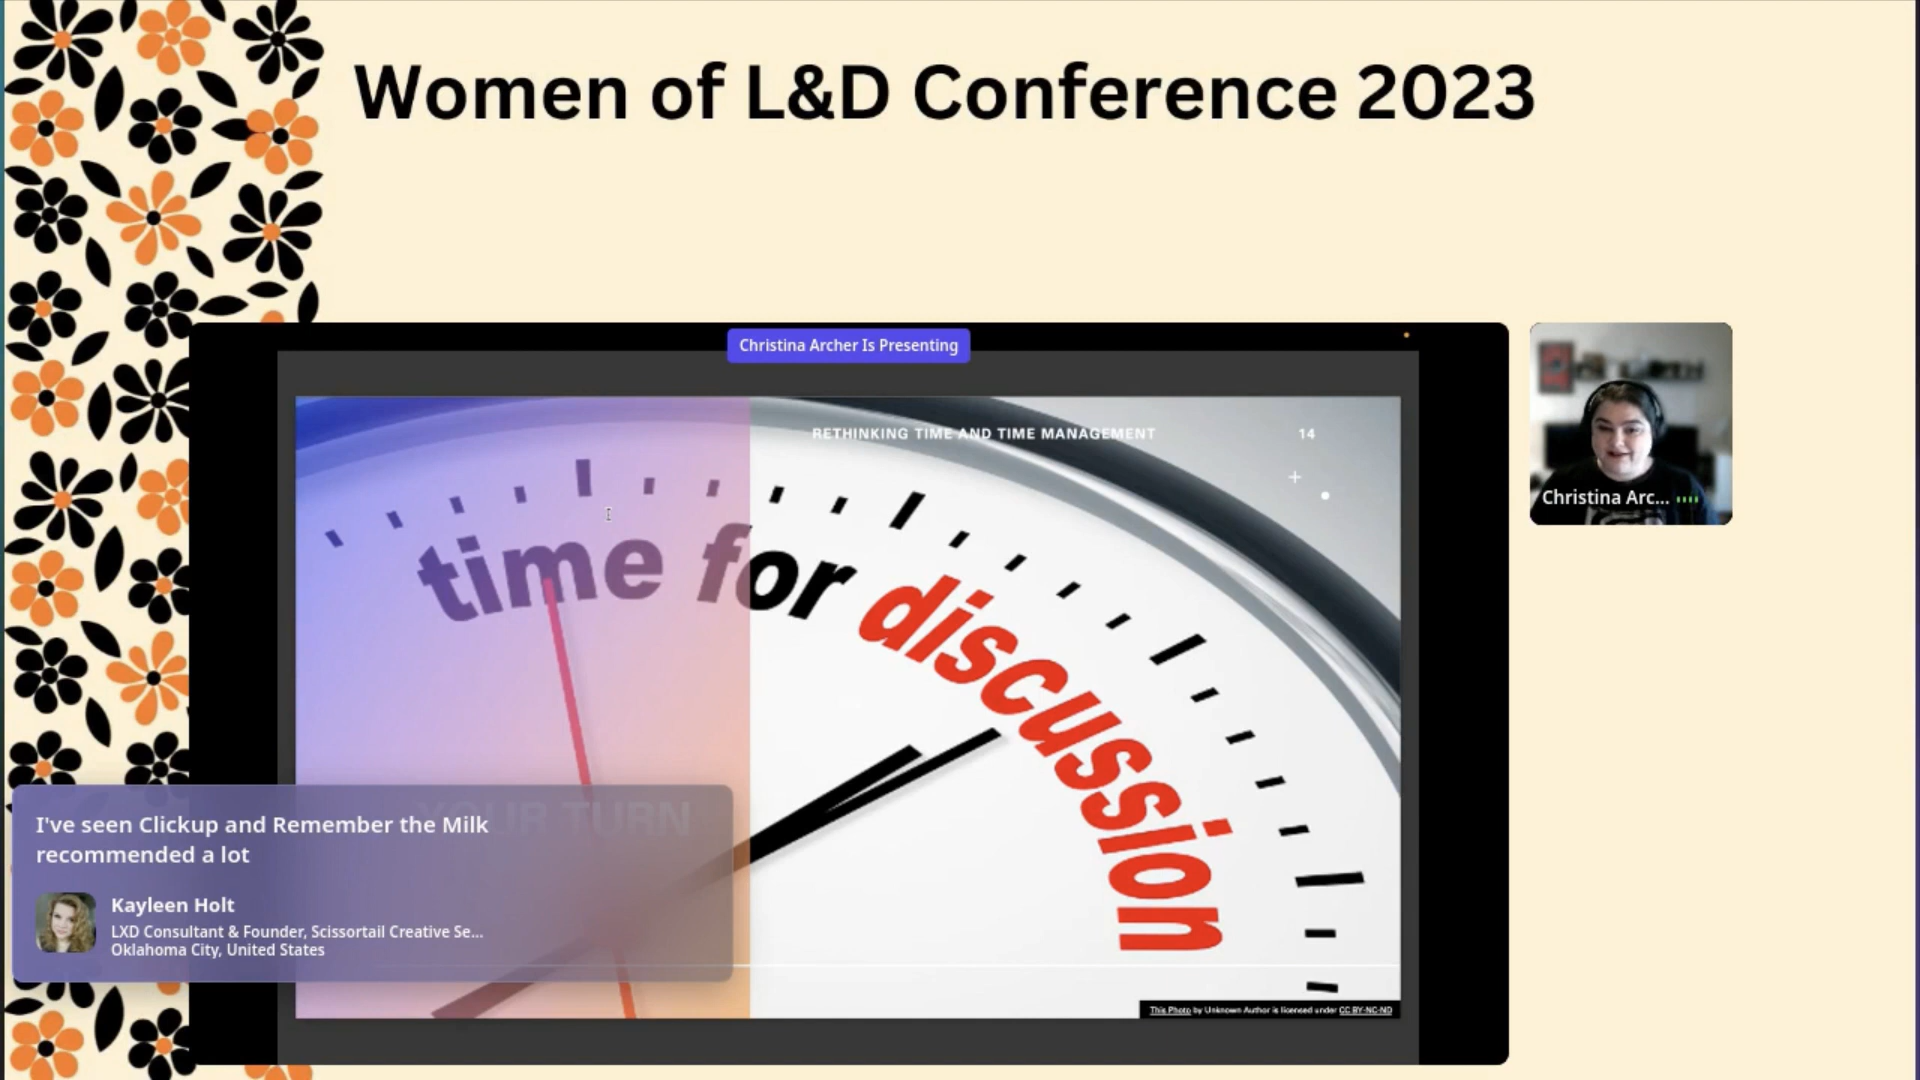 Women of L&D Conference 2023
Christina Archer Is Presenting
RETHINKING TIME AND TIME MANAGEMENT 14
time for discussion
YOUR TURN
I've seen Clickup and Remember the Milk
recommended a lot
Kayleen Holt
LXD Consultant & Founder, Scissortail Creative Se...
Oklahoma City, United States
Christina Arc...
This Photo by Unknown Author is licensed under CC BY-NC-ND